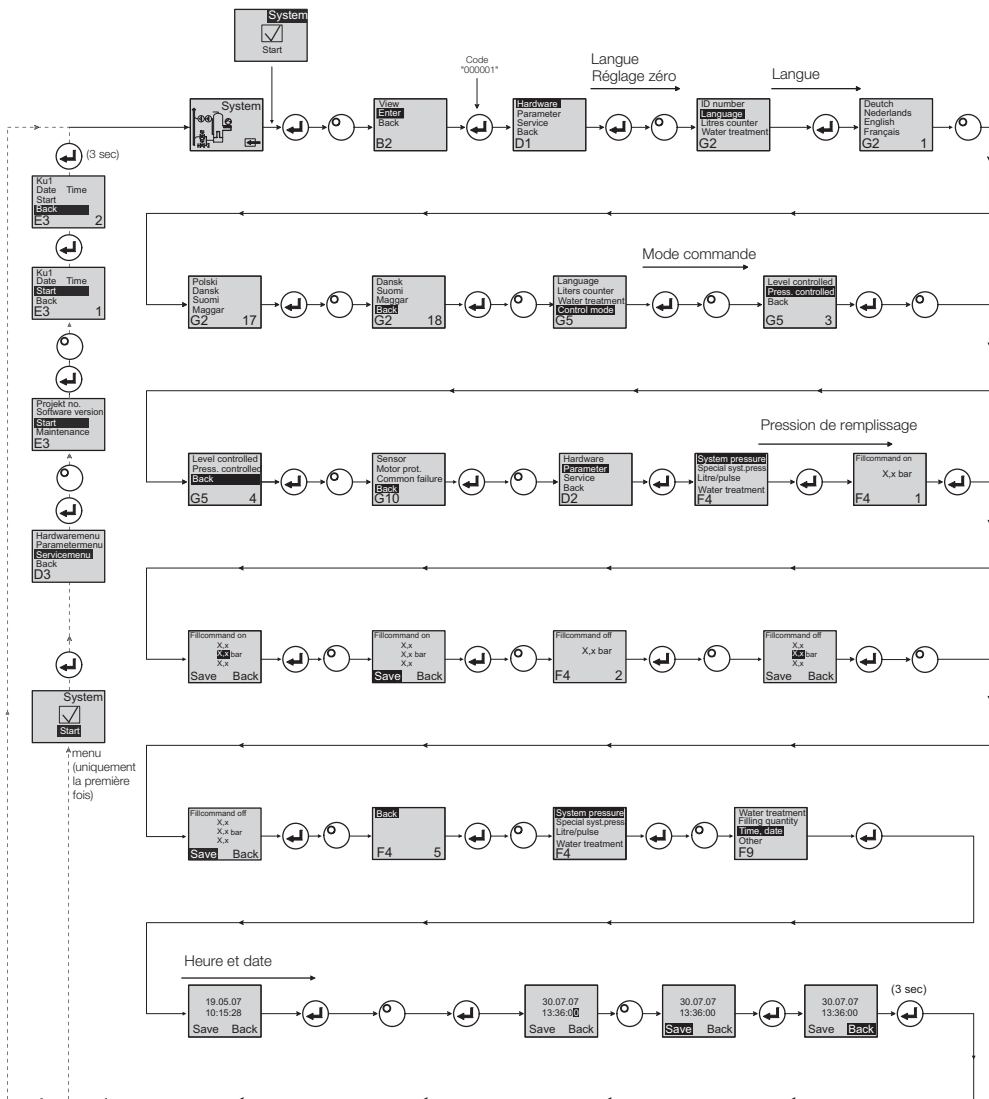 System
Start
Code
"000001"
Langue
Réglage zéro
Langue
System
View
Enter
Back
B2
Hardware
Parameter
Service
Back
D1
ID number
Language
Litres counter
Water treatment
G2
Deutch
Nederlands
English
Français
G2 1
(3 sec)
Ku1
Date Time
Start
Back
E3 2
Ku1
Date Time
Start
Back
E3 1
Projekt no.
Software version
Start
Maintenance
E3
Hardwaremenu
Parametermenu
Servicemenu
Back
D3
System
Start
menu
(uniquement
la première
fois)
Mode commande
Polski
Dansk
Suomi
Maggar
G2 17
Dansk
Suomi
Maggar
Back
G2 18
Language
Liters counter
Water treatment
Control mode
G5
Level controlled
Press. controlled
Back
G5 3
Pression de remplissage
Level controlled
Press. controlled
Back
G5 4
Sensor
Motor prot.
Common failure
Back
G10
Hardware
Parameter
Service
Back
D2
System pressure
Special syst.press
Litre/pulse
Water treatment
F4
Fillcommand on
X,x bar
F4 1
Fillcommand on
X,x
X,x bar
X,x
Save Back
Fillcommand on
X,x
X,x bar
X,x
Save Back
Fillcommand off
X,x bar
F4 2
Fillcommand off
X,x
X,x bar
X,x
Save Back
Fillcommand off
X,x
X,x bar
X,x
Save Back
Back
F4 5
System pressure
Special syst.press
Litre/pulse
Water treatment
F4
Water treatment
Filling quantity
Time, date
Other
F9
Heure et date
19.05.07
10:15:28
Save Back
30.07.07
13:36:00
Save Back
30.07.07
13:36:00
Save Back
30.07.07
13:36:00
Save Back
(3 sec)